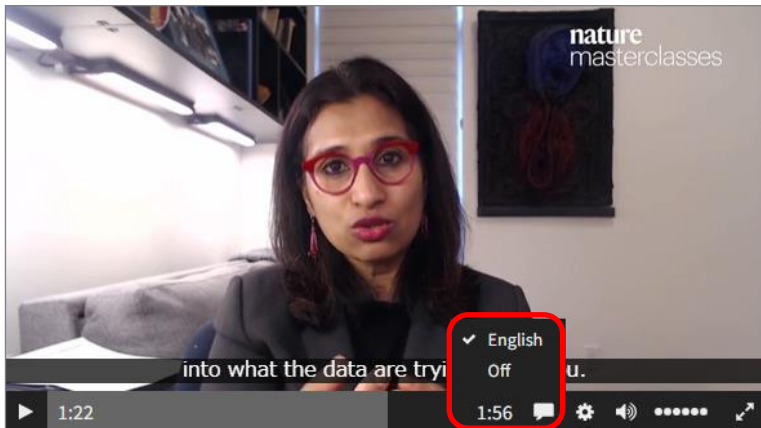 nature
masterclasses
English
Off
into what the data are tryi u.
1:22
1:56